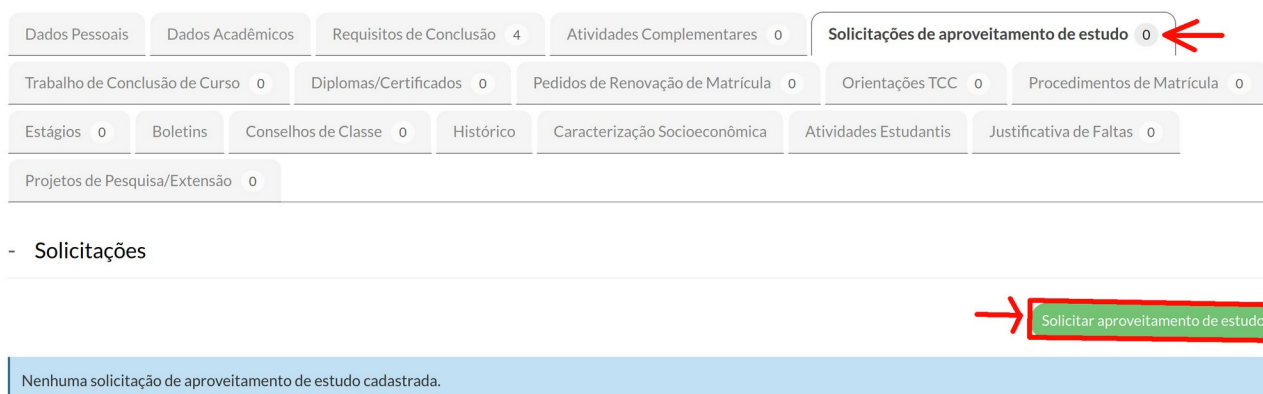 Dados Pessoais Dados Acadêmicos Requisitos de Conclusão 4 Atividades Complementares 0 Solicitações de aproveitamento de estudo 0
Trabalho de Conclusão de Curso 0 Diplomas/Certificados 0 Pedidos de Renovação de Matrícula 0 Orientações TCC 0 Procedimentos de Matrícula 0
Estágios 0 Boletins Conselhos de Classe 0 Histórico Caracterização Socioeconômica Atividades Estudantis Justificativa de Faltas 0
Projetos de Pesquisa/Extensão 0
- Solicitações
Solicitar aproveitamento de estudo
Nenhuma solicitação de aproveitamento de estudo cadastrada.